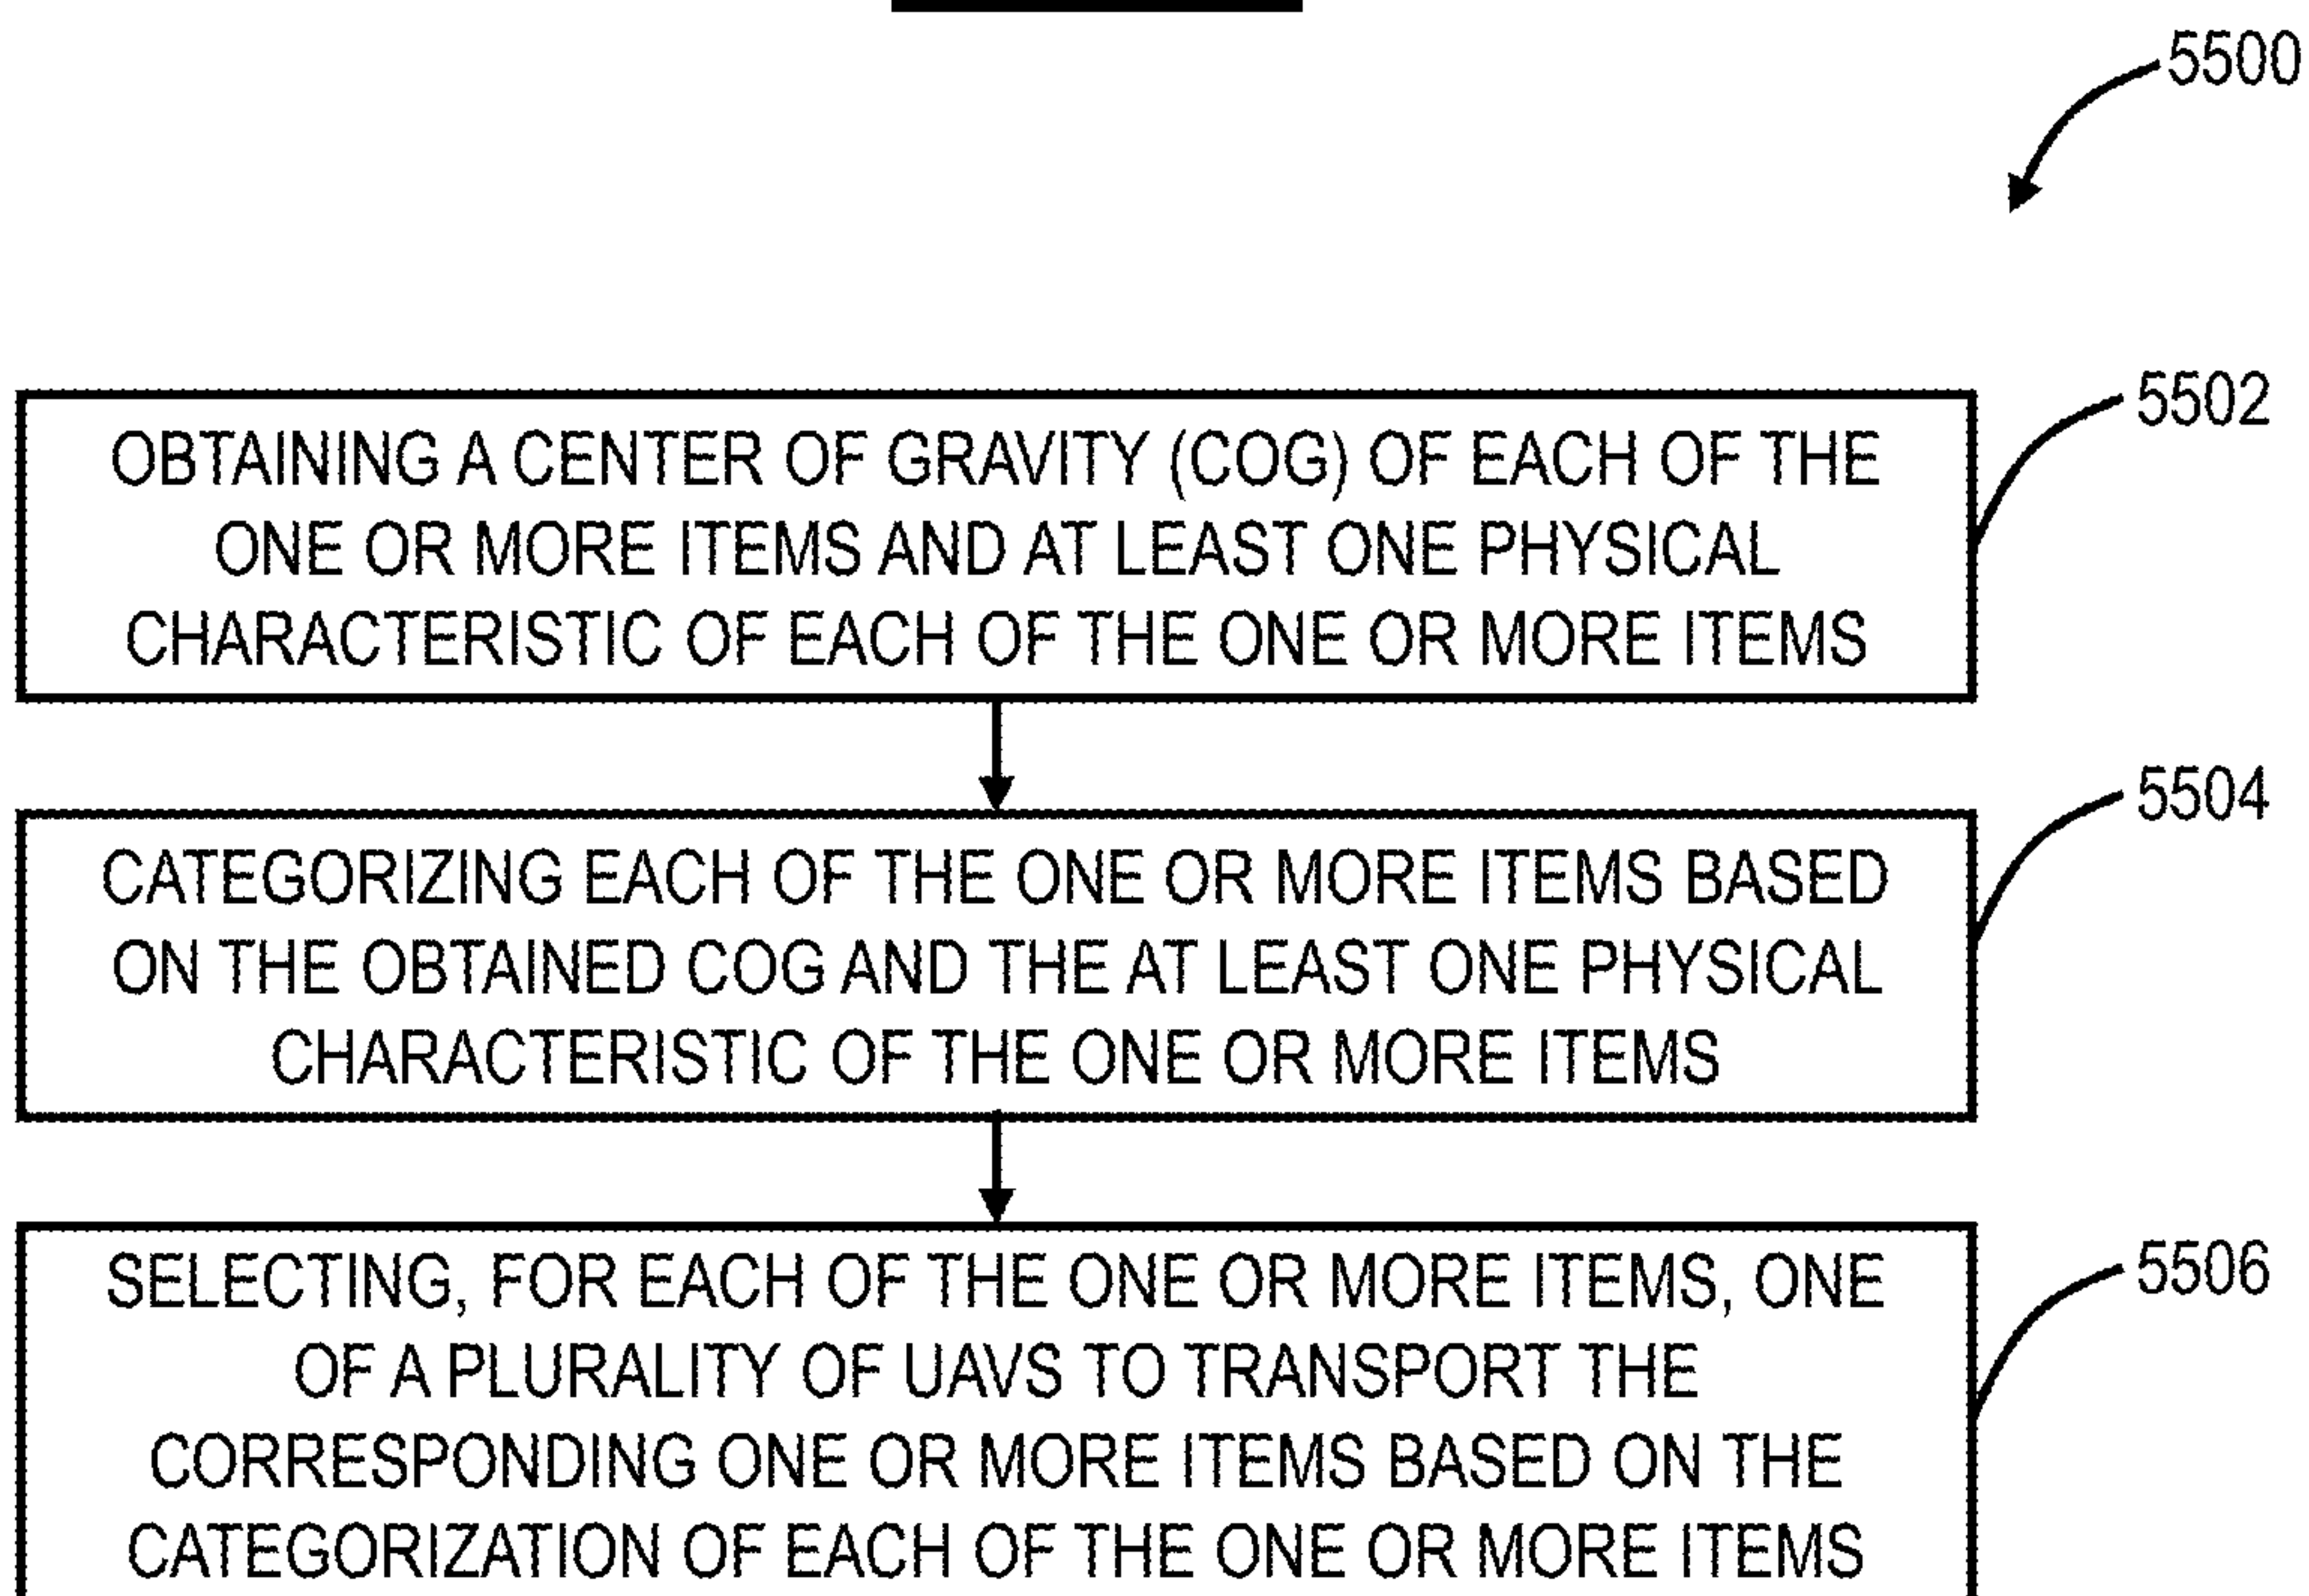 5500
5502
OBTAINING A CENTER OF GRAVITY (COG) OF EACH OF THE
ONE OR MORE ITEMS AND AT LEAST ONE PHYSICAL
CHARACTERISTIC OF EACH OF THE ONE OR MORE ITEMS
5504
CATEGORIZING EACH OF THE ONE OR MORE ITEMS BASED
ON THE OBTAINED COG AND THE AT LEAST ONE PHYSICAL
CHARACTERISTIC OF THE ONE OR MORE ITEMS
5506
SELECTING, FOR EACH OF THE ONE OR MORE ITEMS, ONE
OF A PLURALITY OF UAVS TO TRANSPORT THE
CORRESPONDING ONE OR MORE ITEMS BASED ON THE
CATEGORIZATION OF EACH OF THE ONE OR MORE ITEMS